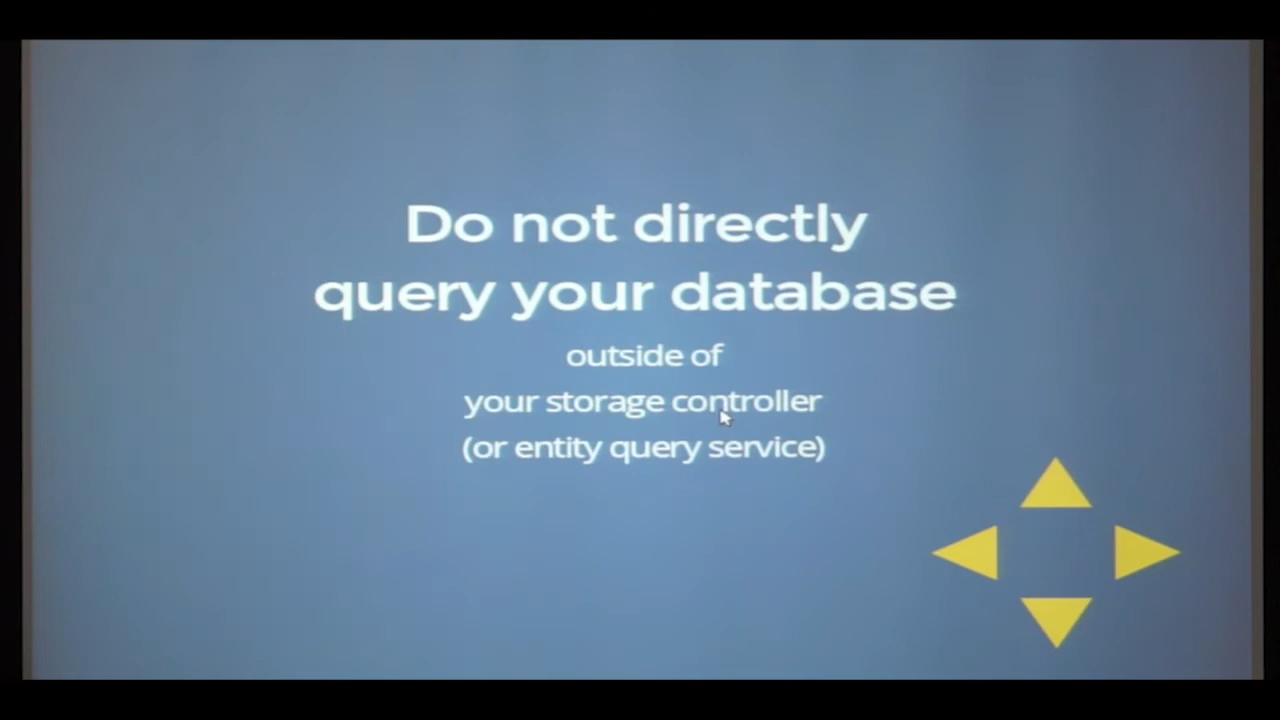 Do not directly
query your database
outside of
your storage controller
(or entity query service)